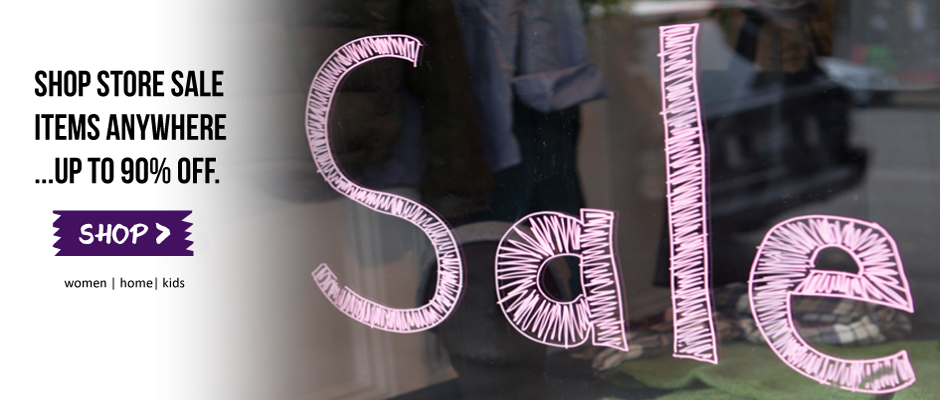 SHOP STORE SALE
ITEMS ANYWHERE
...UP TO 90% OFF.
SHOP >
women | home| kids
Sale